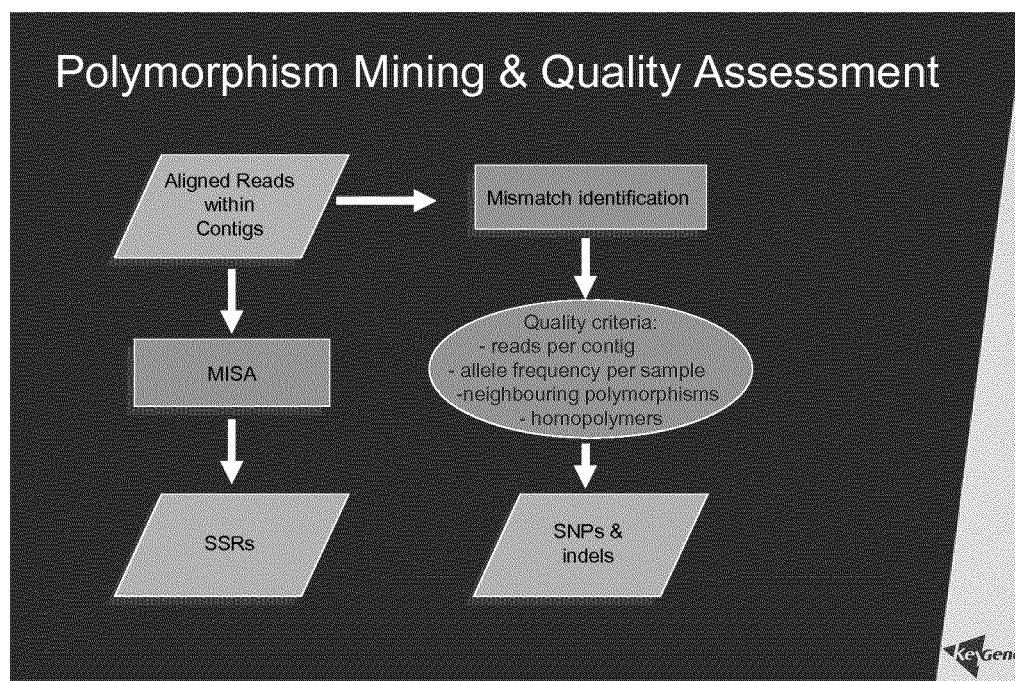 Polymorphism Mining & Quality Assessment
Aligned Reads
within
Contigs
Mismatch identification
MISA
Quality criteria:
- reads per contig
- allele frequency per sample
-neighbouring polymorphisms
- homopolymers
SSRs
SNPs &
indels
KeyGene